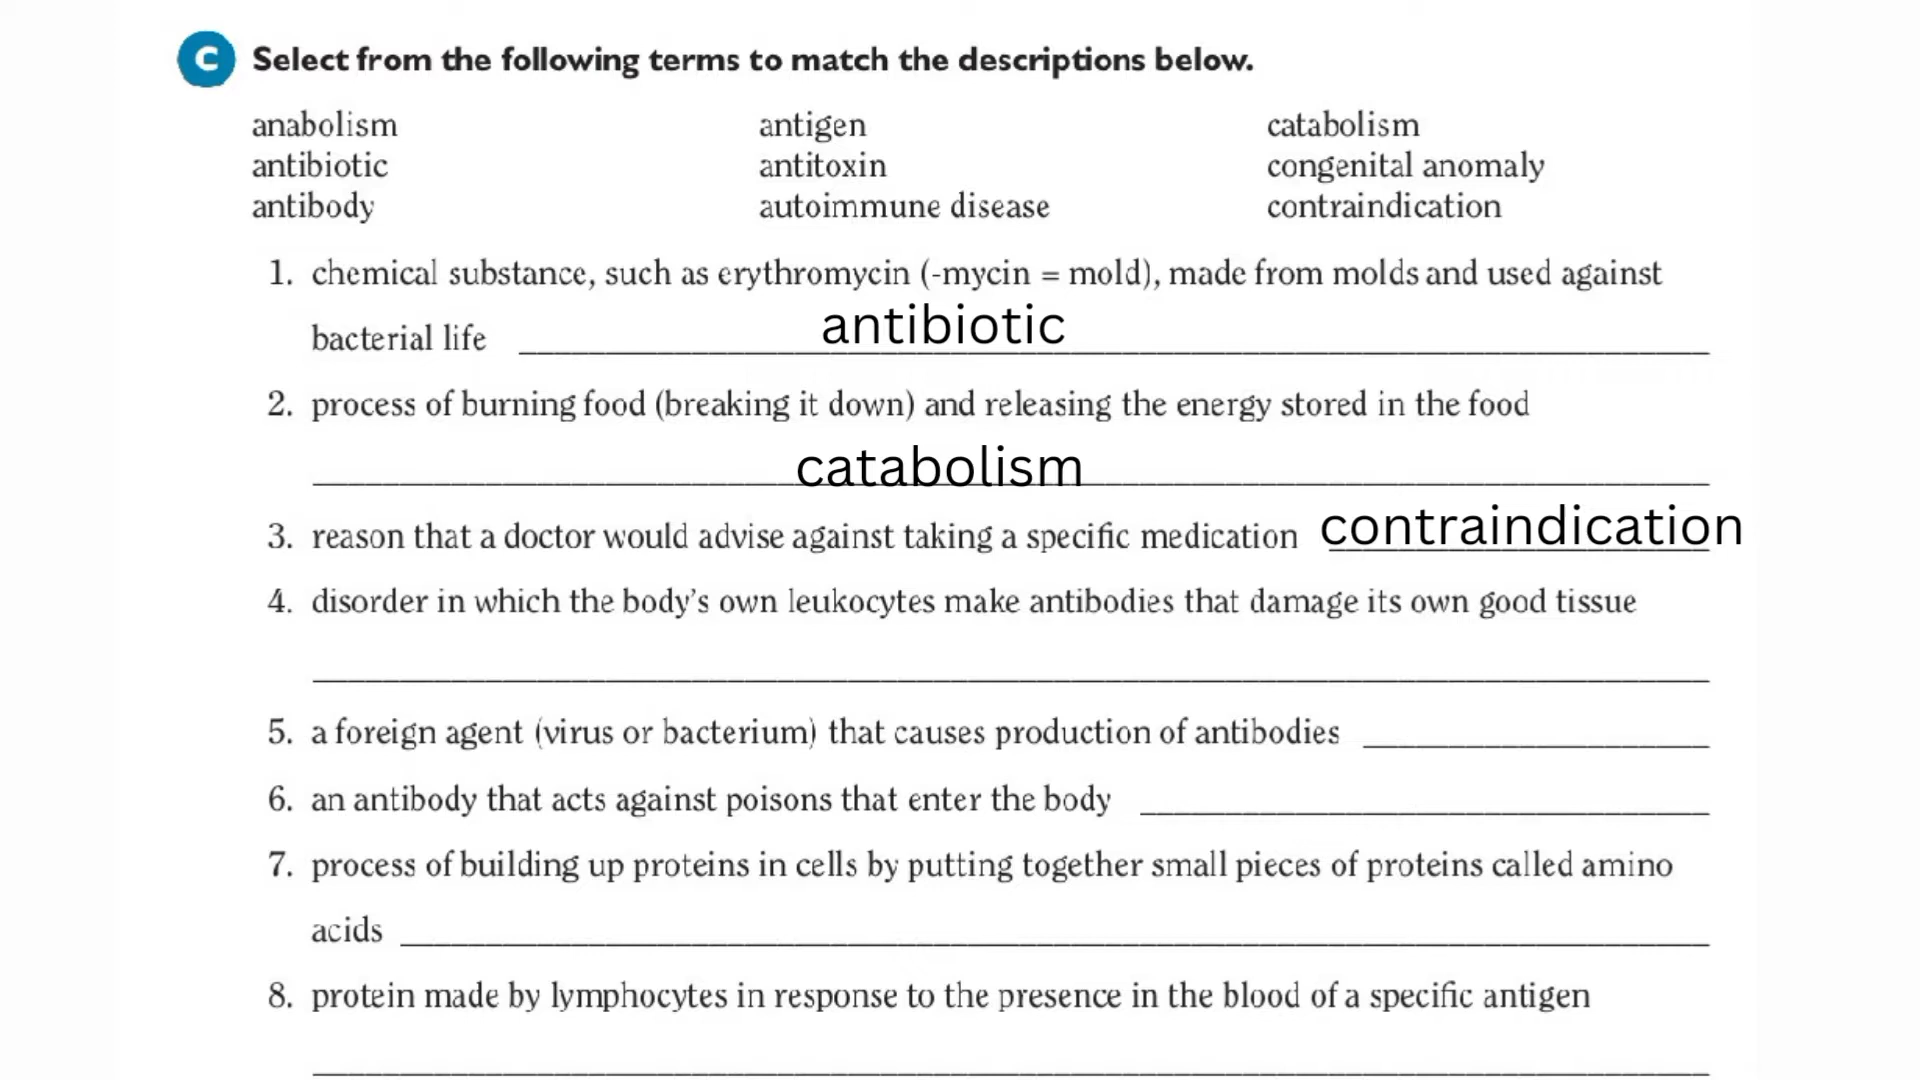 C Select from the following terms to match the descriptions below.
anabolism antigen catabolism
antibiotic antitoxin congenital anomaly
antibody autoimmune disease contraindication
1. chemical substance, such as erythromycin (-mycin = mold), made from molds and used against
bacterial life antibiotic
2. process of burning food (breaking it down) and releasing the energy stored in the food
catabolism
3. reason that a doctor would advise against taking a specific medication contraindication
4. disorder in which the body’s own leukocytes make antibodies that damage its own good tissue
5. a foreign agent (virus or bacterium) that causes production of antibodies
6. an antibody that acts against poisons that enter the body
7. process of building up proteins in cells by putting together small pieces of proteins called amino
acids
8. protein made by lymphocytes in response to the presence in the blood of a specific antigen